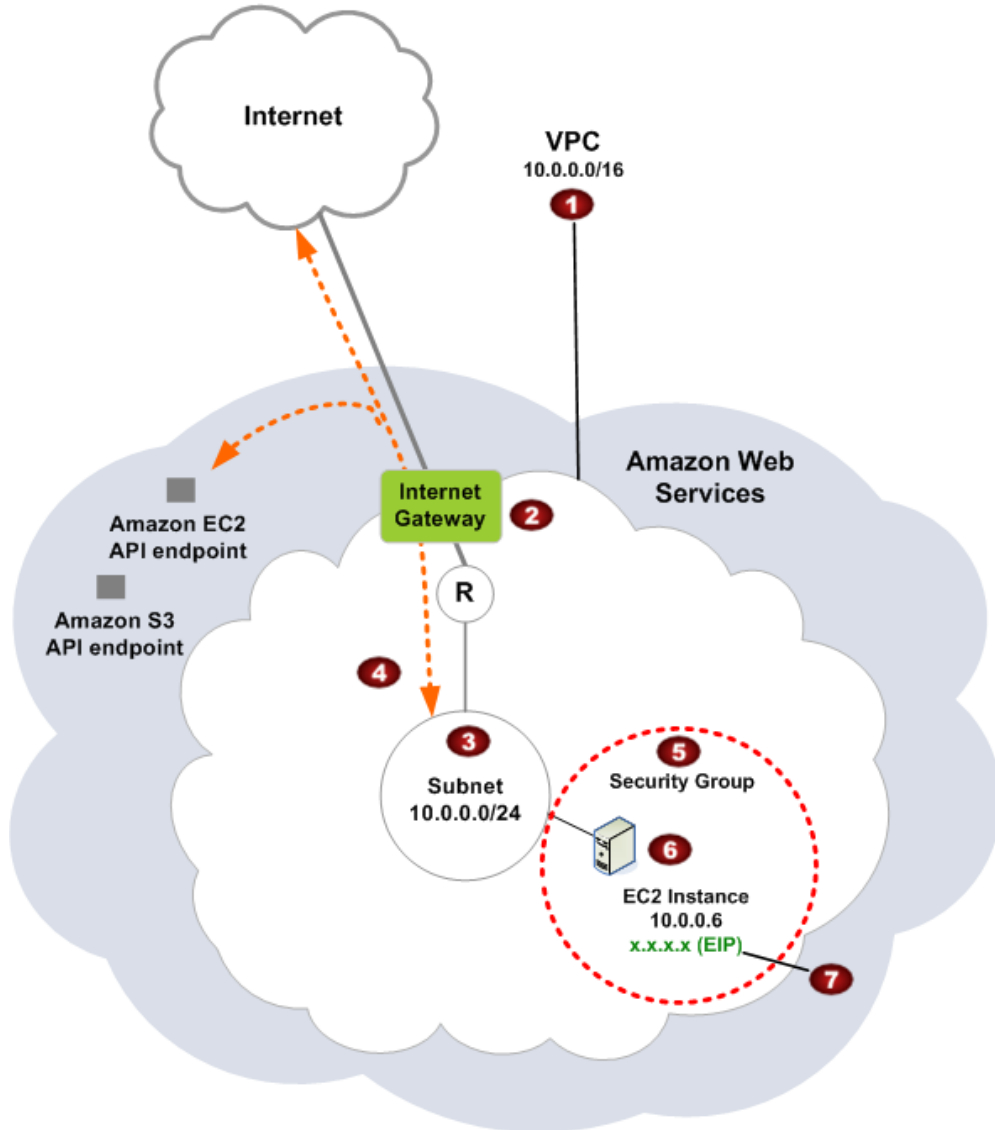 Internet
VPC
10.0.0.0/16
1
Amazon Web
Services
Internet
Gateway
2
Amazon EC2
API endpoint
R
Amazon S3
API endpoint
4
3
Subnet
10.0.0.0/24
5
Security Group
6
EC2 Instance
10.0.0.6
x.x.x.x (EIP)
7